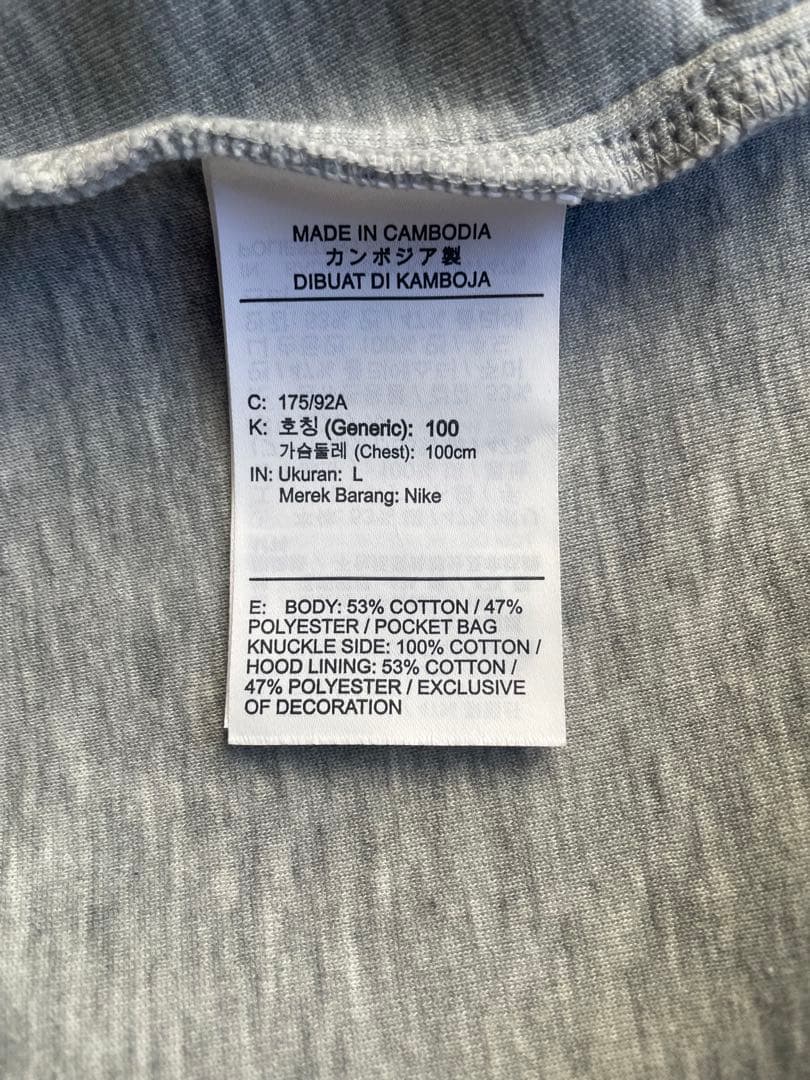 MADE IN CAMBODIA
カンボジア製
DIBUAT DI KAMBOJA
C: 175/92A
K: 호칭 (Generic): 100
가슴둘레 (Chest): 100cm
IN: Ukuran: L
Merek Barang: Nike
E: BODY: 53% COTTON / 47%
POLYESTER / POCKET BAG
KNUCKLE SIDE: 100% COTTON /
HOOD LINING: 53% COTTON /
47% POLYESTER / EXCLUSIVE
OF DECORATION